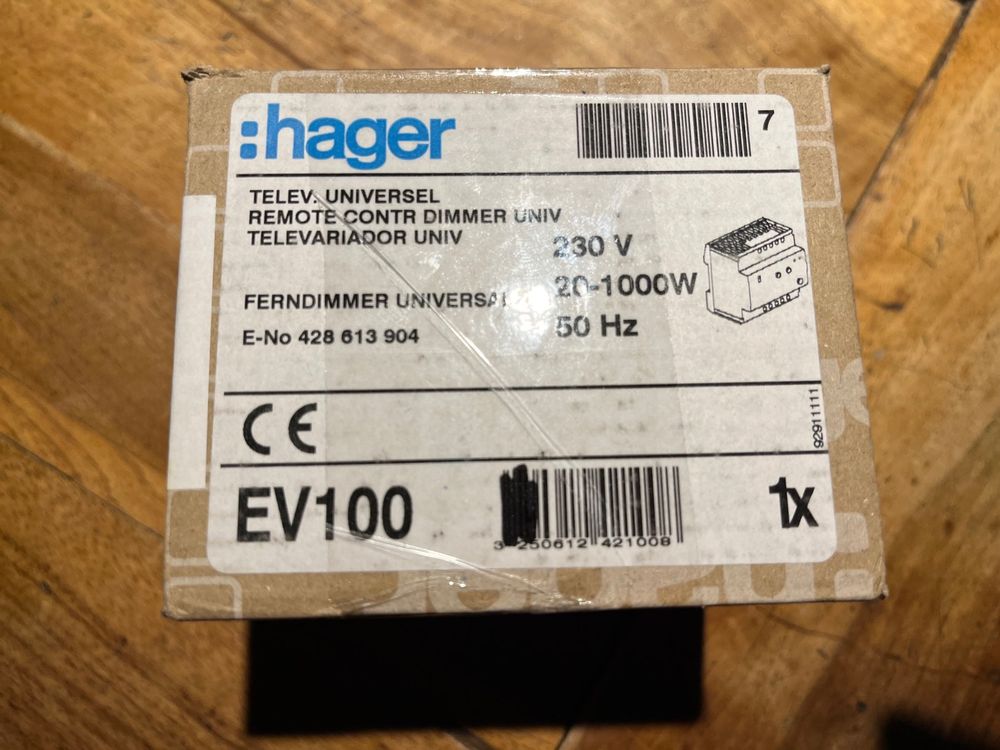 :hager
7
TELEV. UNIVERSEL
REMOTE CONTR DIMMER UNIV
TELEVARIADOR UNIV
230 V
20-1000W
FERNDIMMER UNIVERSAL
50 Hz
E-No 428 613 904
92911111
CE
EV100
3 250612 421008
1x